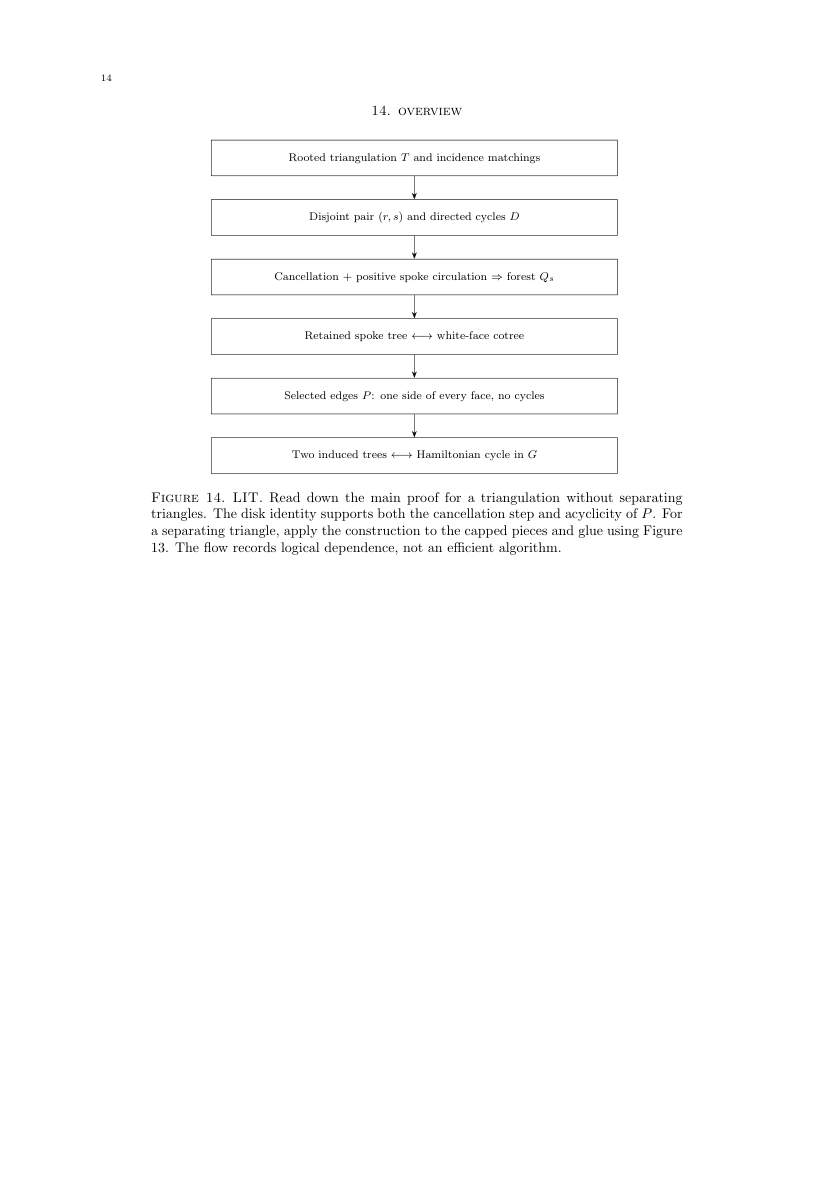 14
14. OVERVIEW
Rooted triangulation T and incidence matchings
Disjoint pair (r, s) and directed cycles D
Cancellation + positive spoke circulation ⇒ forest Qₛ
Retained spoke tree ⟷ white-face cotree
Selected edges P: one side of every face, no cycles
Two induced trees ⟷ Hamiltonian cycle in G
FIGURE 14. LIT. Read down the main proof for a triangulation without separating
triangles. The disk identity supports both the cancellation step and acyclicity of P. For
a separating triangle, apply the construction to the capped pieces and glue using Figure
13. The flow records logical dependence, not an efficient algorithm.